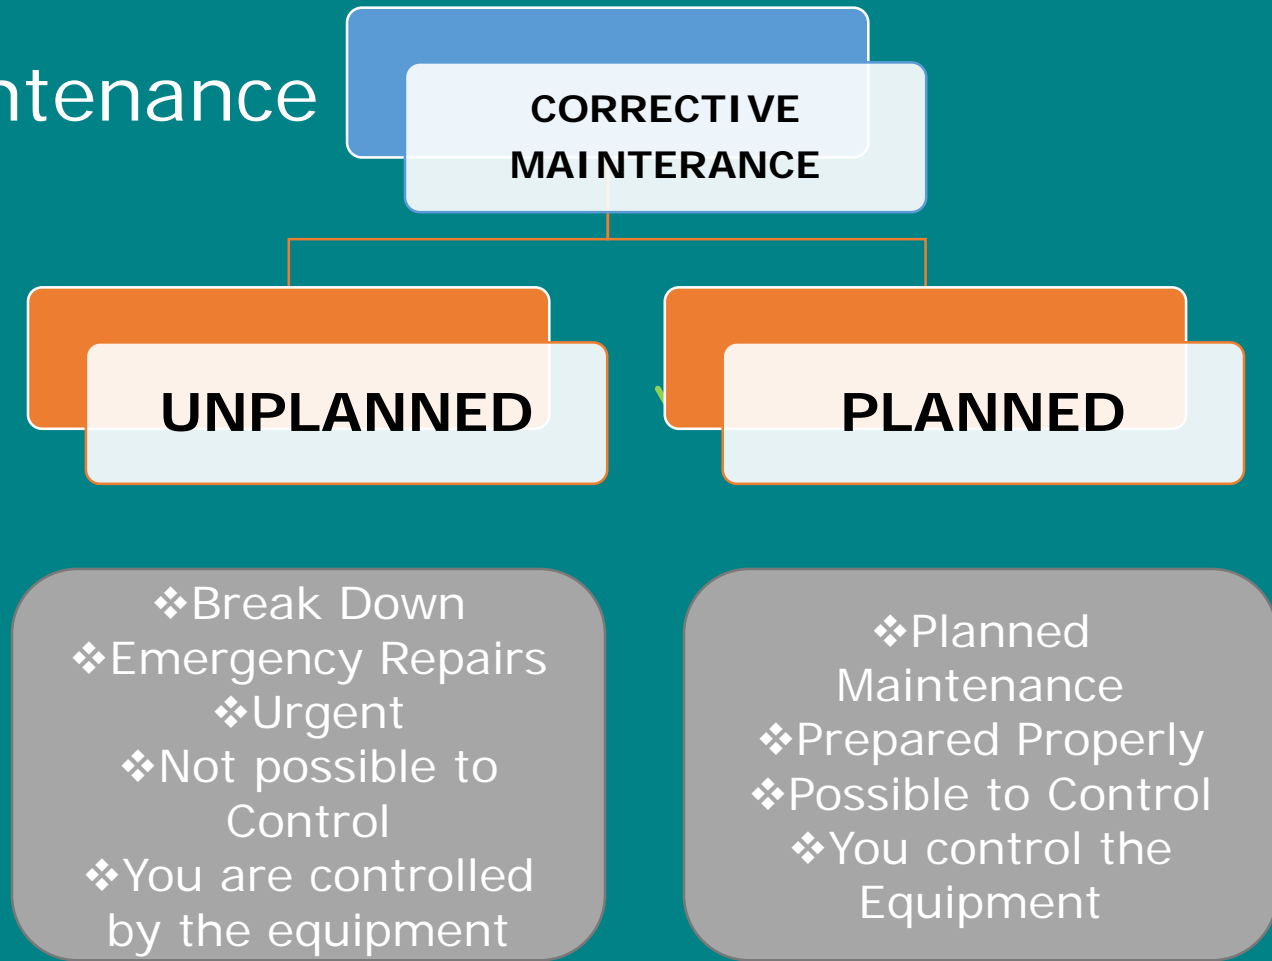 ntenance
CORRECTIVE
MAINTERANCE
UNPLANNED
PLANNED
❖Break Down
❖Emergency Repairs
❖Urgent
❖Not possible to
Control
❖You are controlled
by the equipment
❖Planned
Maintenance
❖Prepared Properly
❖Possible to Control
❖You control the
Equipment